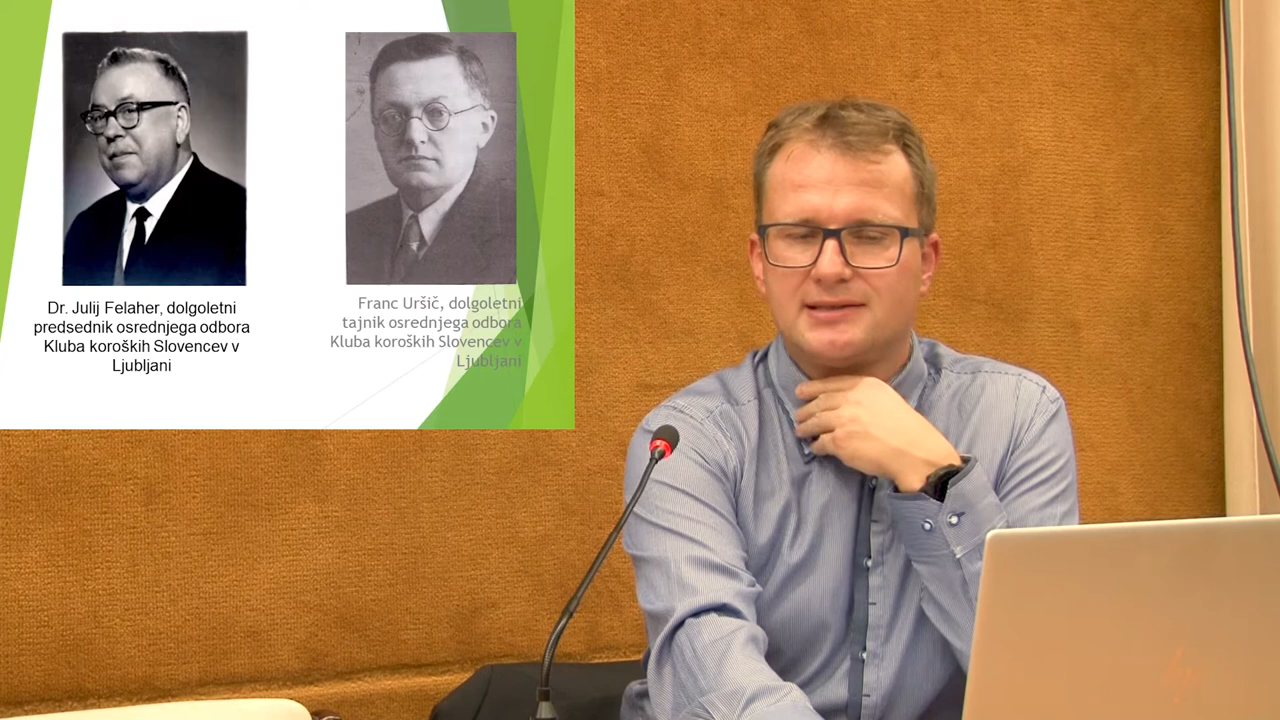 Dr. Julij Felaher, dolgoletni
predsednik osrednjega odbora
Kluba koroških Slovencev v
Ljubljani
Franc Uršič, dolgoletni
tajnik osrednjega odbora
Kluba koroških Slovencev v
Ljubljani
hp